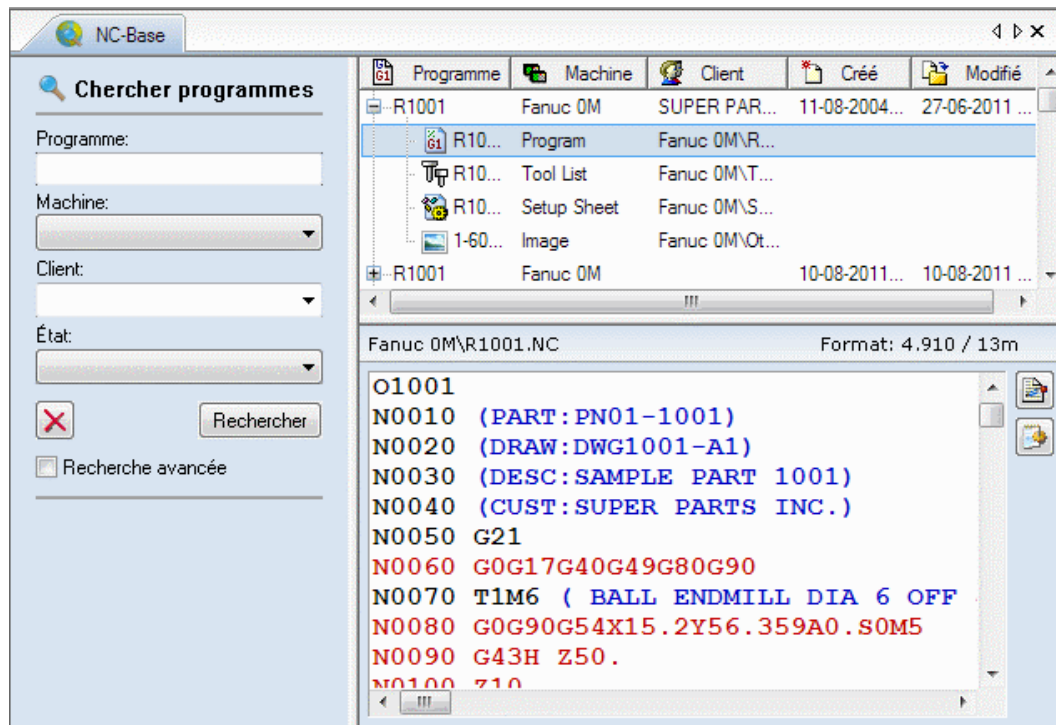 NC-Base
Chercher programmes
Programme:
Machine:
Client:
État:
Rechercher
Recherche avancée
Programme Machine Client Créé Modifié
R1001 Fanuc 0M SUPER PAR... 11-08-2004... 27-06-2011 ...
R10... Program Fanuc 0M\R...
R10... Tool List Fanuc 0M\T...
R10... Setup Sheet Fanuc 0M\S...
1-60... Image Fanuc 0M\Ot...
R1001 Fanuc 0M 10-08-2011... 10-08-2011 ...
Fanuc 0M\R1001.NC Format: 4.910 / 13m
O1001
N0010 (PART:PN01-1001)
N0020 (DRAW:DWG1001-A1)
N0030 (DESC:SAMPLE PART 1001)
N0040 (CUST:SUPER PARTS INC.)
N0050 G21
N0060 G0G17G40G49G80G90
N0070 T1M6 ( BALL ENDMILL DIA 6 OFF
N0080 G0G90G54X15.2Y56.359A0.S0M5
N0090 G43H Z50.
N0100 Z10